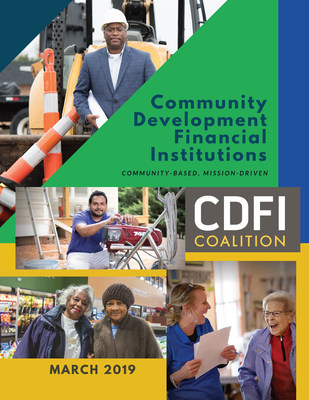 Community
Development
Financial
Institutions
COMMUNITY-BASED, MISSION-DRIVEN
CDFI
COALITION
MARCH 2019